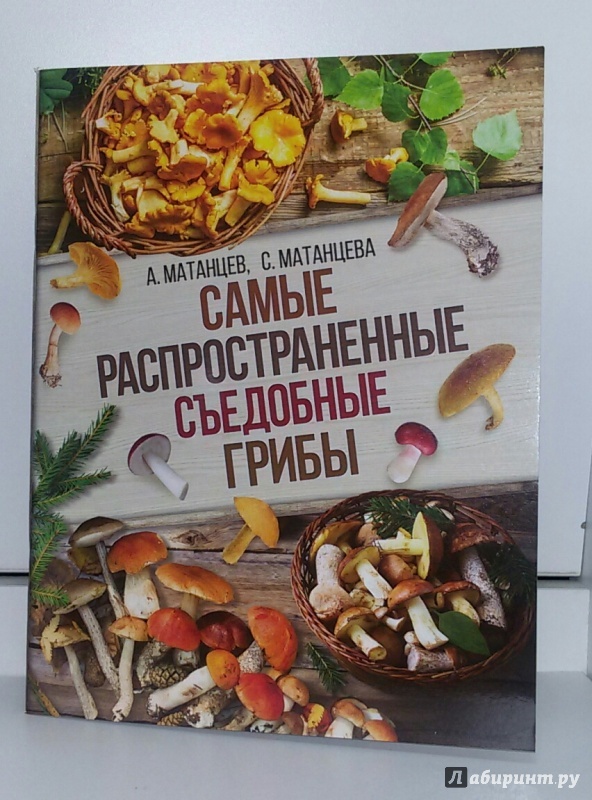 А. МАТАНЦЕВ, С. МАТАНЦЕВА
САМЫЕ
РАСПРОСТРАНЕННЫЕ
СЪЕДОБНЫЕ
ГРИБЫ
Лабиринт.ру